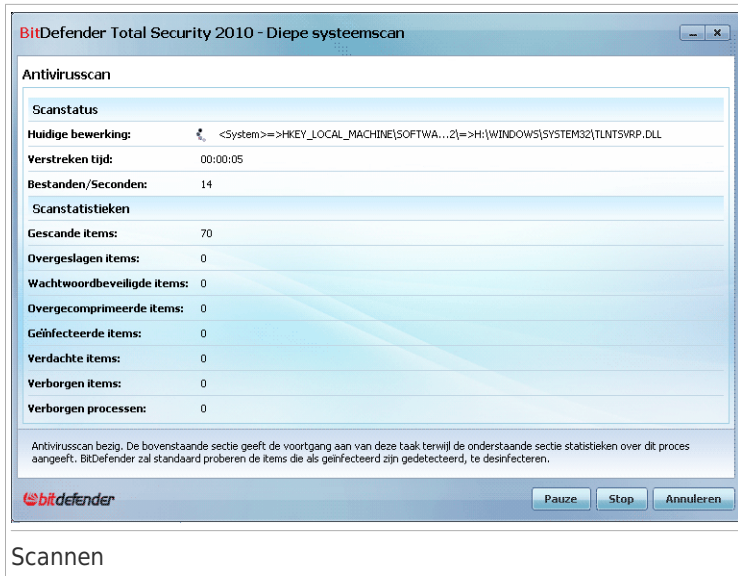 BitDefender Total Security 2010 - Diepe systeemscan
Antivirusscan
Scanstatus
Huidige bewerking: <System>=>HKEY_LOCAL_MACHINE\SOFTWA...2\=>H:\WINDOWS\SYSTEM32\TLNTSVRP.DLL
Verstreken tijd: 00:00:05
Bestanden/Seconden: 14
Scanstatistieken
Gescande items: 70
Overgeslagen items: 0
Wachtwoordbeveiligde items: 0
Overgecomprimeerde items: 0
Geïnfecteerde items: 0
Verdachte items: 0
Verborgen items: 0
Verborgen processen: 0
Antivirusscan bezig. De bovenstaande sectie geeft de voortgang aan van deze taak terwijl de onderstaande sectie statistieken over dit proces
aangeeft. BitDefender zal standaard proberen de items die als geïnfecteerd zijn gedetecteerd, te desinfecteren.
bitdefender Pauze Stop Annuleren
Scannen